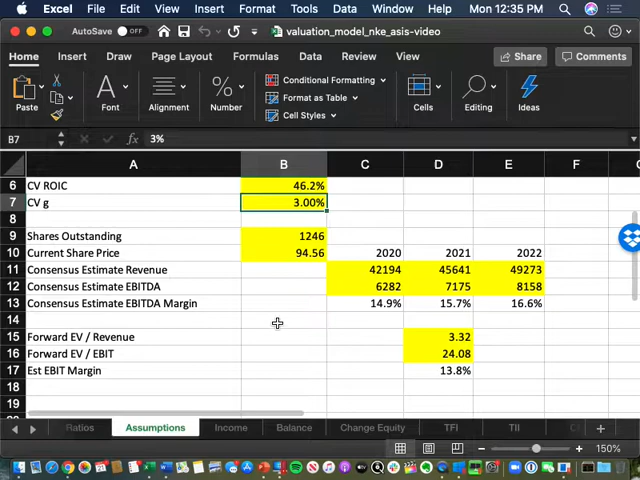 Excel File Edit View Insert Format Tools Data Window Help Mon 12:35 PM
AutoSave OFF valuation_model_nke_asis-video
Home Insert Draw Page Layout Formulas Data Review View Share Comments
Paste Font Alignment Number Conditional Formatting Format as Table Cell Styles Cells Editing Ideas
B7 fx 3%
A B C D E F
6 CV ROIC 46.2%
7 CV g 3.00%
8
9 Shares Outstanding 1246
10 Current Share Price 94.56 2020 2021 2022
11 Consensus Estimate Revenue 42194 45641 49273
12 Consensus Estimate EBITDA 6282 7175 8158
13 Consensus Estimate EBITDA Margin 14.9% 15.7% 16.6%
14
15 Forward EV / Revenue 3.32
16 Forward EV / EBIT 24.08
17 Est EBIT Margin 13.8%
18
19
Ratios Assumptions Income Balance Change Equity TFI TII
150%